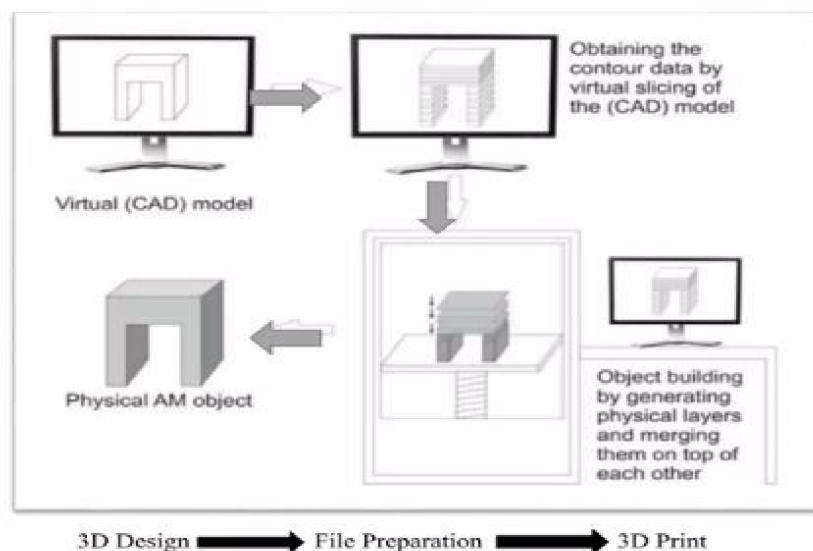 Obtaining the
contour data by
virtual slicing of
the (CAD) model
Virtual (CAD) model
Physical AM object
Object building
by generating
physical layers
and merging
them on top of
each other
3D Design File Preparation 3D Print